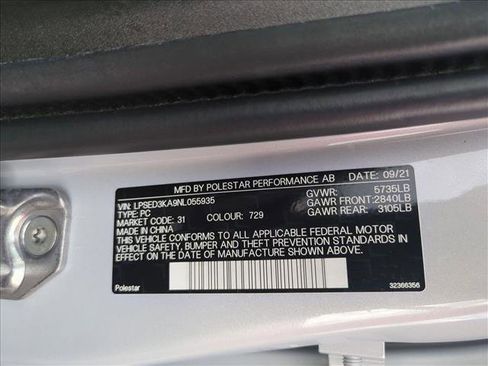 MFD BY POLESTAR PERFORMANCE AB DATE: 09/21
VIN: LPSED3KA9NL055935 GVWR: 5735LB
TYPE: PC GAWR FRONT:2840LB
MARKET CODE: 31 COLOUR: 729 GAWR REAR: 3105LB
MADE IN CHINA
THIS VEHICLE CONFORMS TO ALL APPLICABLE FEDERAL MOTOR
VEHICLE SAFETY, BUMPER AND THEFT PREVENTION STANDARDS IN
EFFECT ON THE DATE OF MANUFACTURE SHOWN ABOVE.
Polestar 32366356